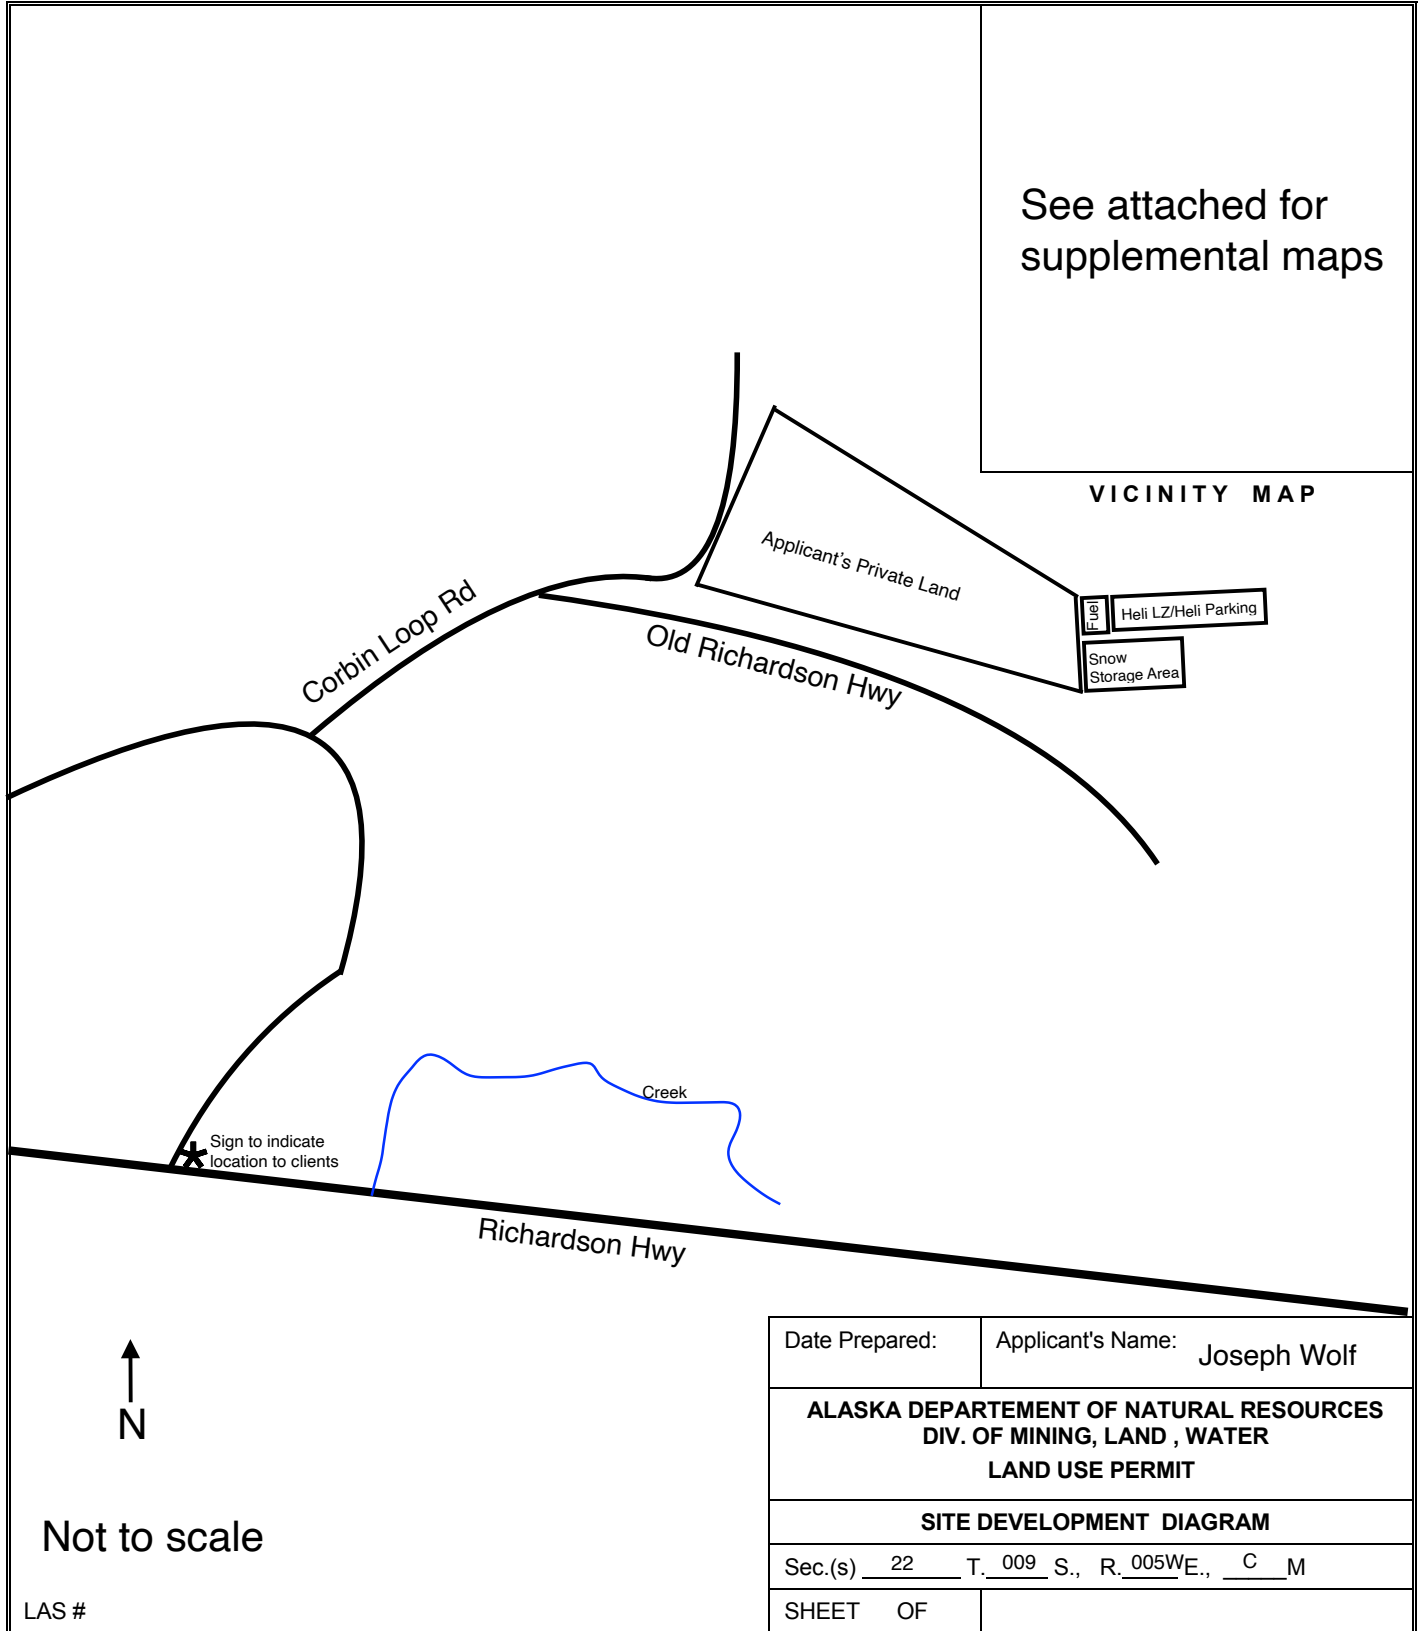 See attached for
supplemental maps
VICINITY MAP
Applicant's Private Land
Fuel
Heli LZ/Heli Parking
Snow
Storage Area
Corbin Loop Rd
Old Richardson Hwy
Creek
Sign to indicate
location to clients
Richardson Hwy
N
Not to scale
LAS #
Date Prepared:
Applicant's Name: Joseph Wolf
ALASKA DEPARTEMENT OF NATURAL RESOURCES
DIV. OF MINING, LAND , WATER
LAND USE PERMIT
SITE DEVELOPMENT DIAGRAM
Sec.(s) 22 T. 009 S., R. 005W E., C M
SHEET OF